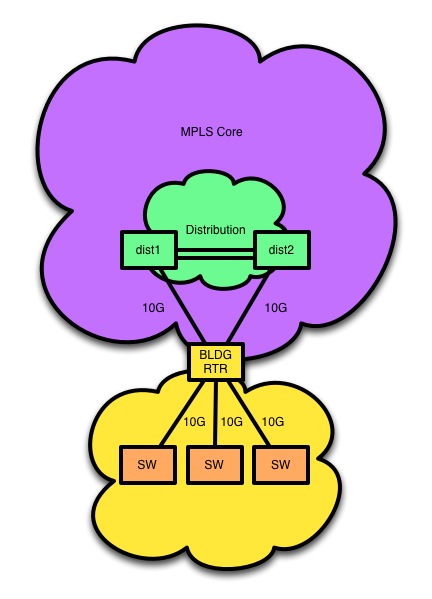 MPLS Core
Distribution
dist1
dist2
10G
10G
BLDG
RTR
10G
10G
10G
SW
SW
SW